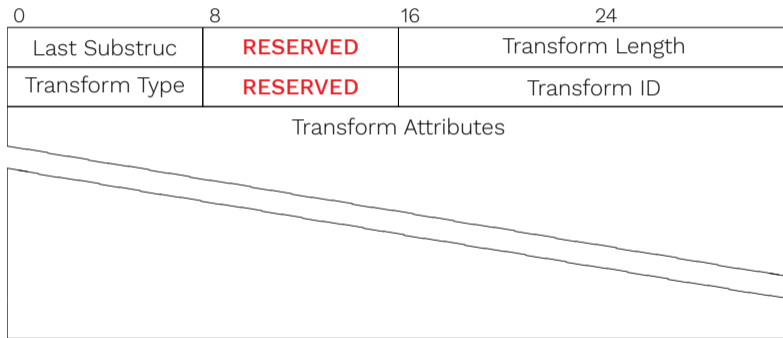 0 8 16 24
Last Substruc RESERVED Transform Length
Transform Type RESERVED Transform ID
Transform Attributes